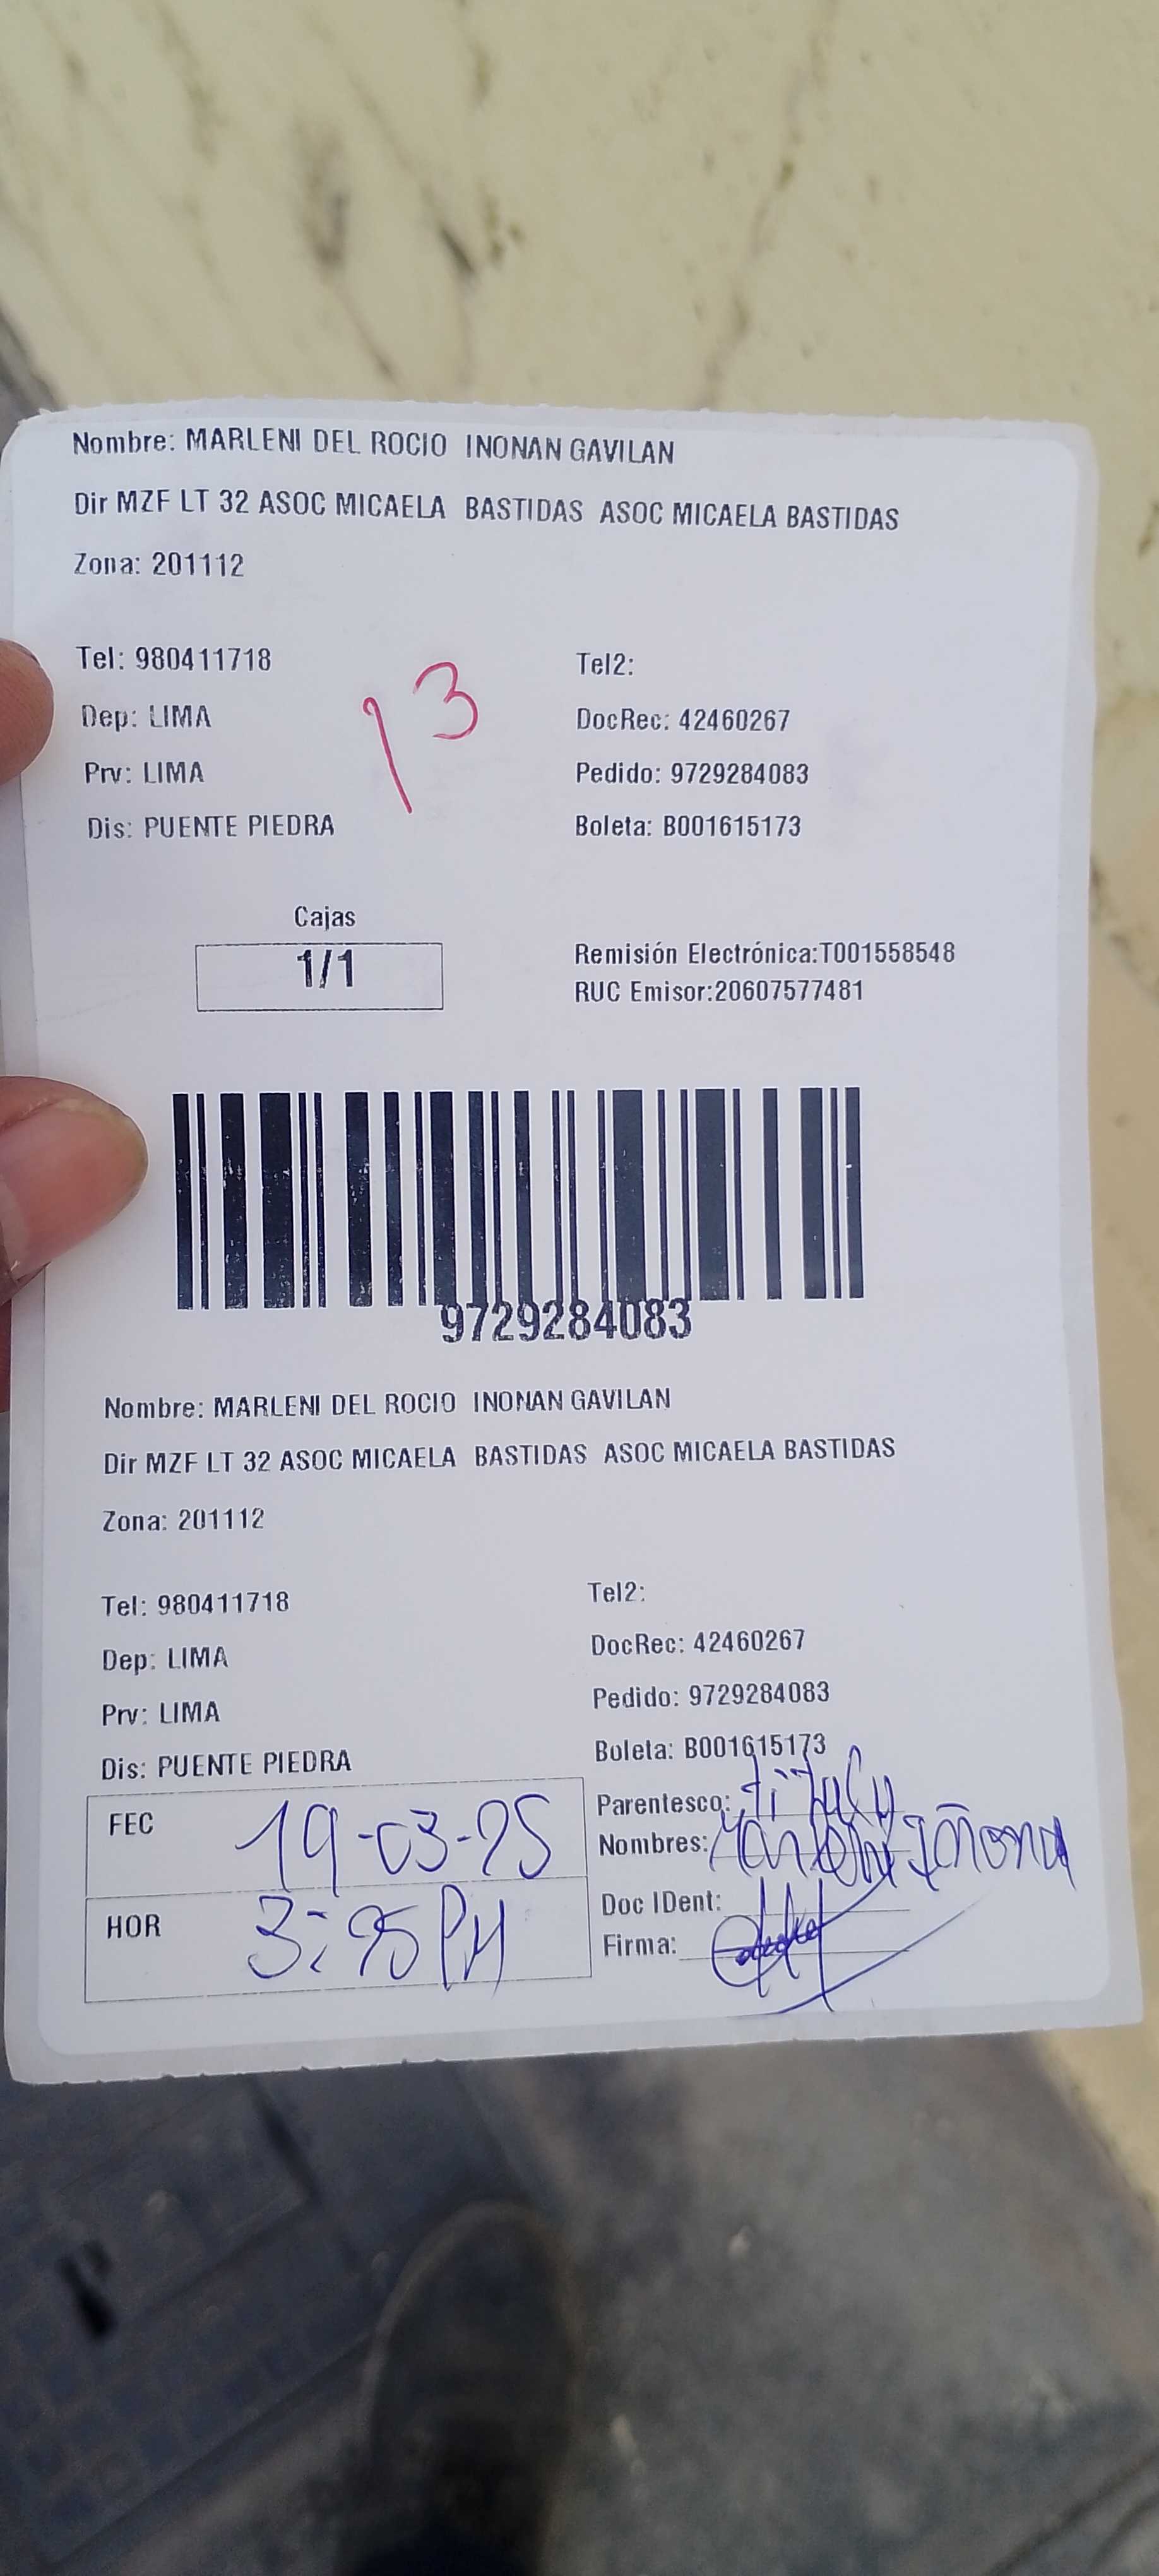 Nombre: MARLENI DEL ROCIO INONAN GAVILAN
Dir MZF LT 32 ASOC MICAELA BASTIDAS ASOC MICAELA BASTIDAS
Zona: 201112
Tel: 980411718 Tel2:
Dep: LIMA DocRec: 42460267
Prv: LIMA Pedido: 9729284083
Dis: PUENTE PIEDRA Boleta: B001615173
13
Cajas
1/1
Remisión Electrónica:T001558548
RUC Emisor:20607577481
9729284083
Nombre: MARLENI DEL ROCIO INONAN GAVILAN
Dir MZF LT 32 ASOC MICAELA BASTIDAS ASOC MICAELA BASTIDAS
Zona: 201112
Tel: 980411718 Tel2:
Dep: LIMA DocRec: 42460267
Prv: LIMA Pedido: 9729284083
Dis: PUENTE PIEDRA Boleta: B001615173
FEC 19-03-25 Parentesco:
Nombres:
HOR PM Doc IDent:
Firma: